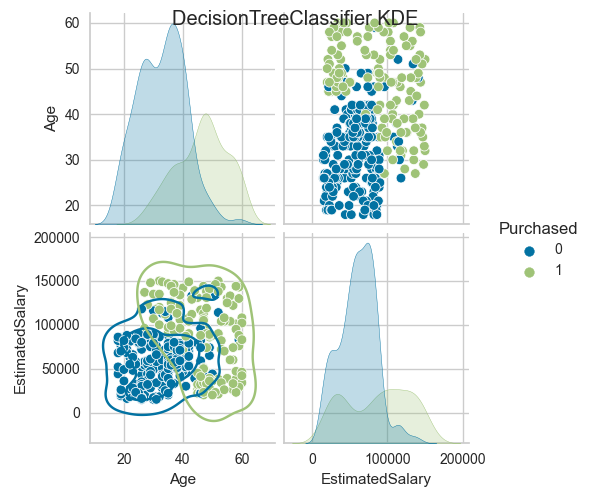 DecisionTreeClassifier KDE
60
50
40
30
20
Age
Purchased
0
1
200000
150000
100000
50000
0
EstimatedSalary
20 40 60
0 100000 200000
Age
EstimatedSalary